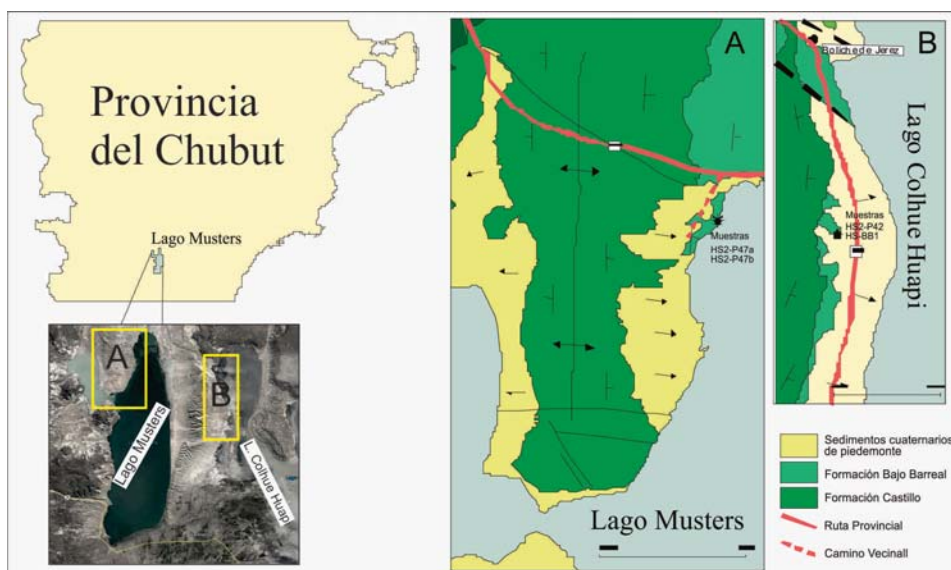 Provincia
del Chubut
Lago Musters
A
B
Lago Musters
L. Colhue Huapi
A
Muestras
HS2-P47a
HS2-P47b
Lago Musters
B
Boliche de Jerez
Lago Colhue Huapi
Muestras
HS2-P42
HS-BB1
Sedimentos cuaternarios
de piedemonte
Formación Bajo Barreal
Formación Castillo
Ruta Provincial
Camino Vecinall